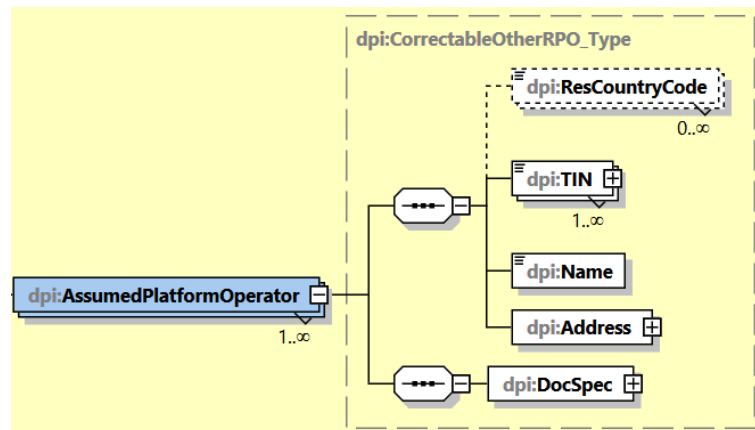 dpi:CorrectableOtherRPO_Type
dpi:ResCountryCode
0..∞
dpi:TIN
1..∞
dpi:Name
dpi:AssumedPlatformOperator
1..∞
dpi:Address
dpi:DocSpec